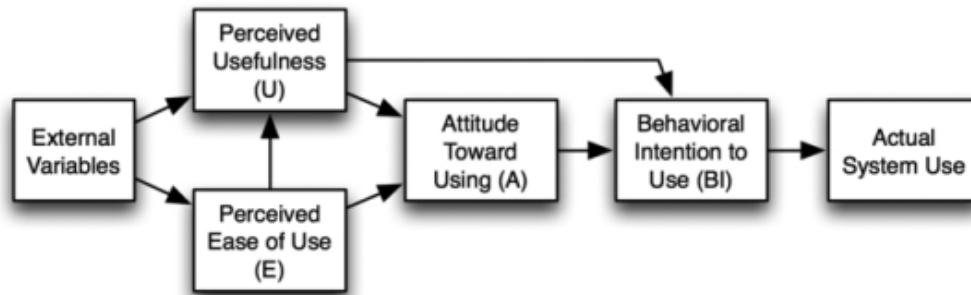 External
Variables
Perceived
Usefulness
(U)
Perceived
Ease of Use
(E)
Attitude
Toward
Using (A)
Behavioral
Intention to
Use (BI)
Actual
System Use